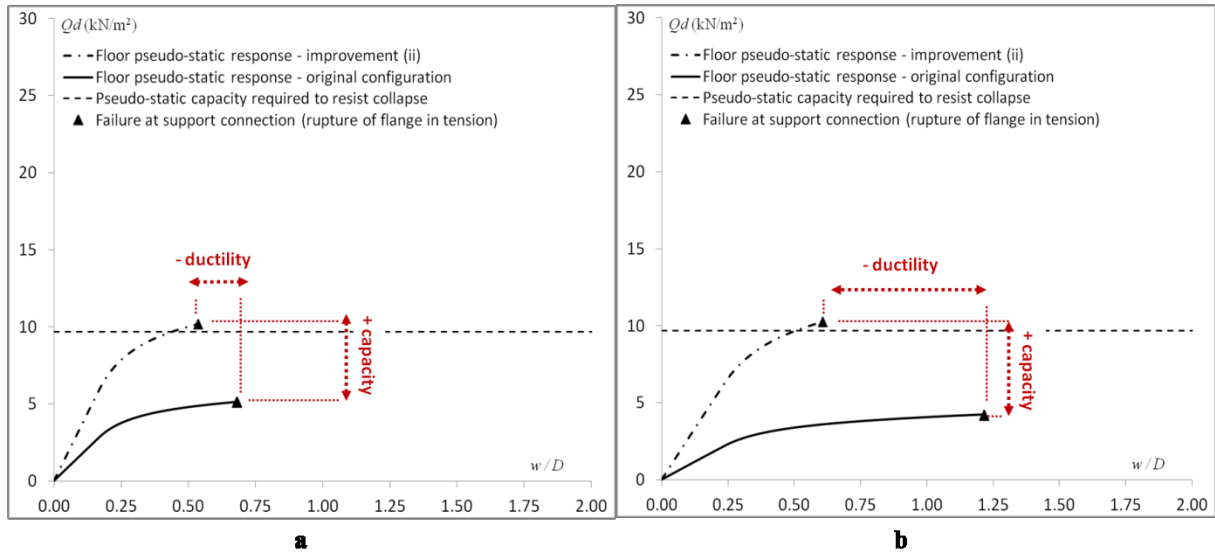 30
Qd (kN/m²)
Floor pseudo-static response - improvement (ii)
Floor pseudo-static response - original configuration
Pseudo-static capacity required to resist collapse
Failure at support connection (rupture of flange in tension)
25
20
15
- ductility
10
+ capacity
5
w/D
0
0.00 0.25 0.50 0.75 1.00 1.25 1.50 1.75 2.00
a
30
Qd (kN/m²)
Floor pseudo-static response - improvement (ii)
Floor pseudo-static response - original configuration
Pseudo-static capacity required to resist collapse
Failure at support connection (rupture of flange in tension)
25
20
15
- ductility
10
+ capacity
5
w/D
0
0.00 0.25 0.50 0.75 1.00 1.25 1.50 1.75 2.00
b